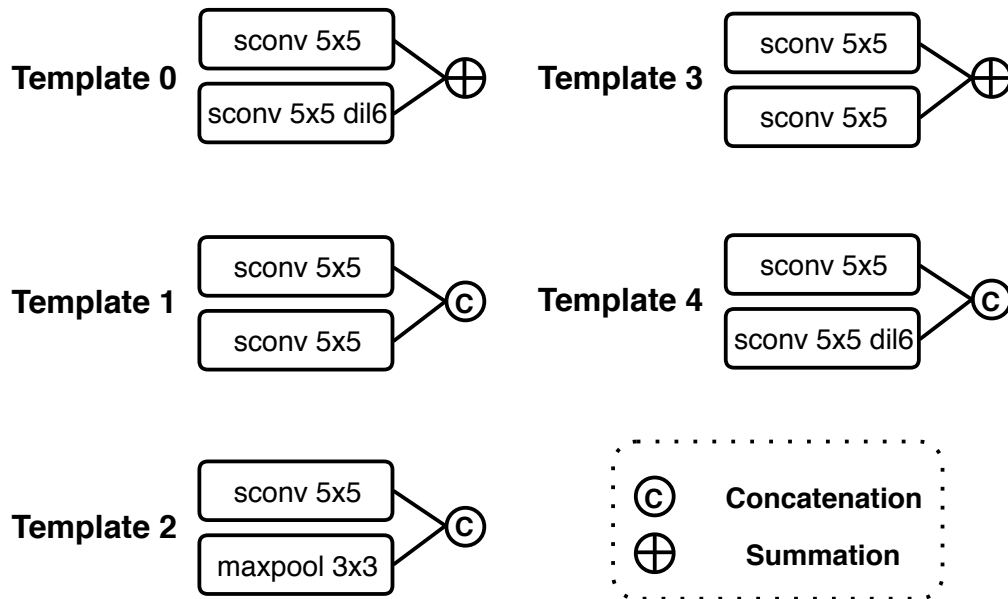 Template 0
sconv 5x5
sconv 5x5 dil6
Template 3
sconv 5x5
sconv 5x5
Template 1
sconv 5x5
sconv 5x5
C
Template 4
sconv 5x5
sconv 5x5 dil6
C
Template 2
sconv 5x5
maxpool 3x3
C
C Concatenation
Summation